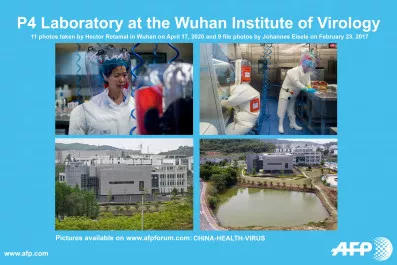 P4 Laboratory at the Wuhan Institute of Virology
11 photos taken by Hector Retamal in Wuhan on April 17, 2020 and 9 file photos by Johannes Eisele on February 23, 2017
Pictures available on www.afpforum.com: CHINA-HEALTH-VIRUS
www.afp.com
AFP